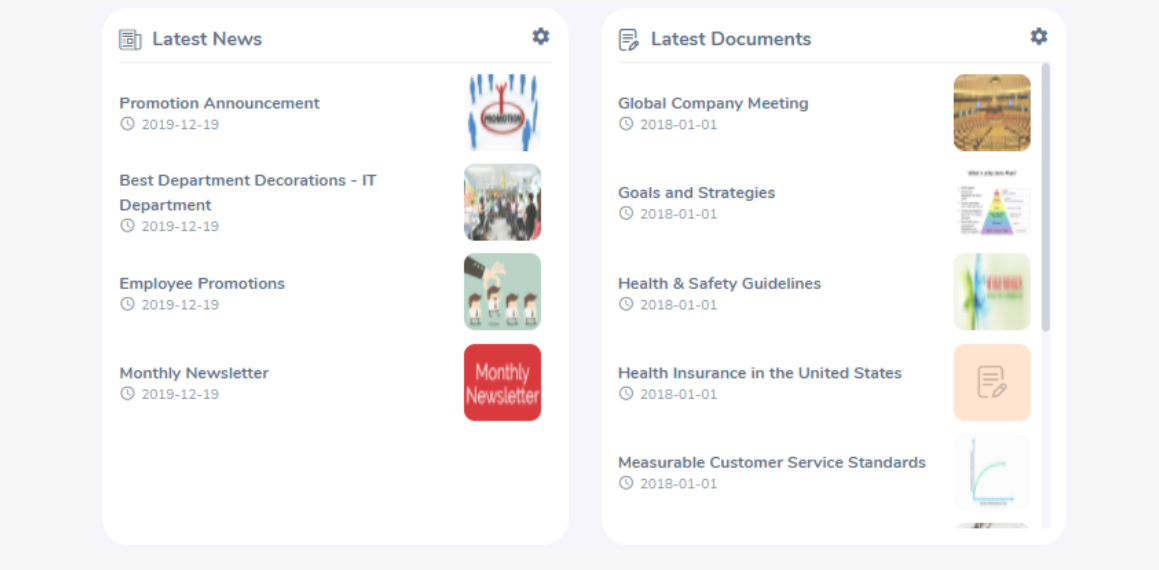 Latest News
Promotion Announcement
2019-12-19
PROMOTION
Best Department Decorations - IT
Department
2019-12-19
Employee Promotions
2019-12-19
Monthly Newsletter
2019-12-19
Monthly
Newsletter
Latest Documents
Global Company Meeting
2018-01-01
Goals and Strategies
2018-01-01
Health & Safety Guidelines
2018-01-01
Health Insurance in the United States
2018-01-01
Measurable Customer Service Standards
2018-01-01